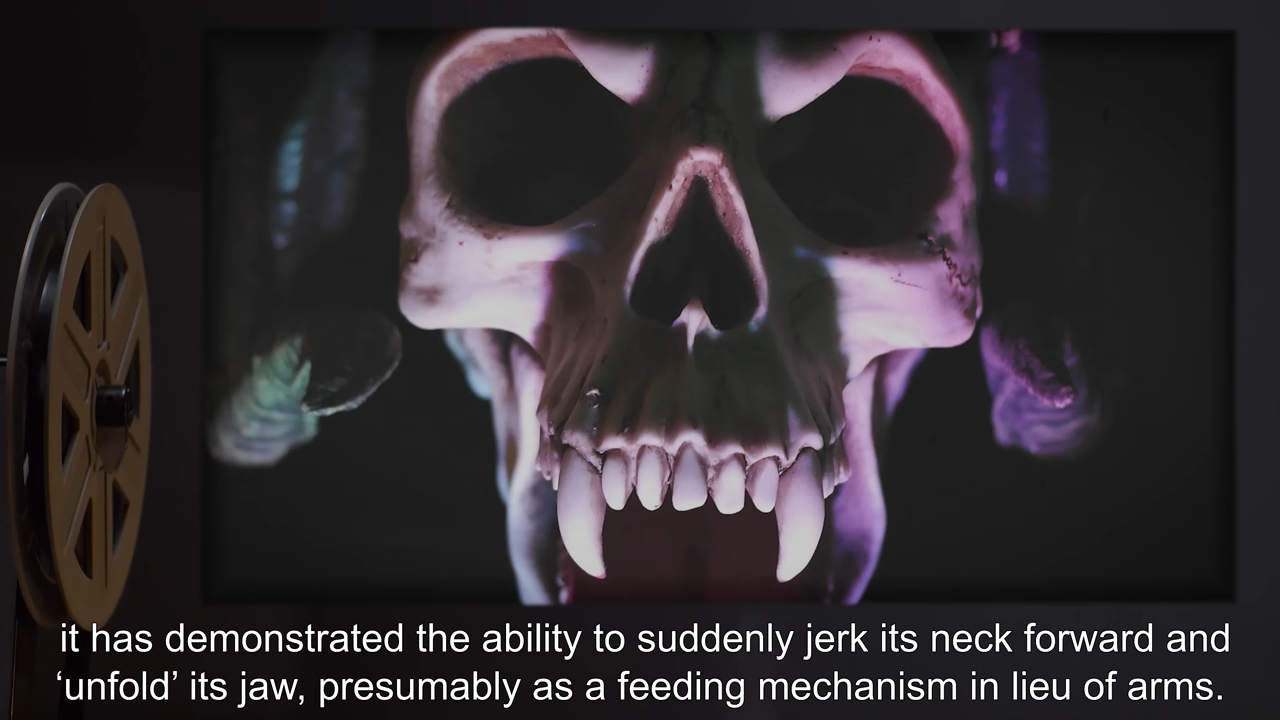 it has demonstrated the ability to suddenly jerk its neck forward and
‘unfold’ its jaw, presumably as a feeding mechanism in lieu of arms.